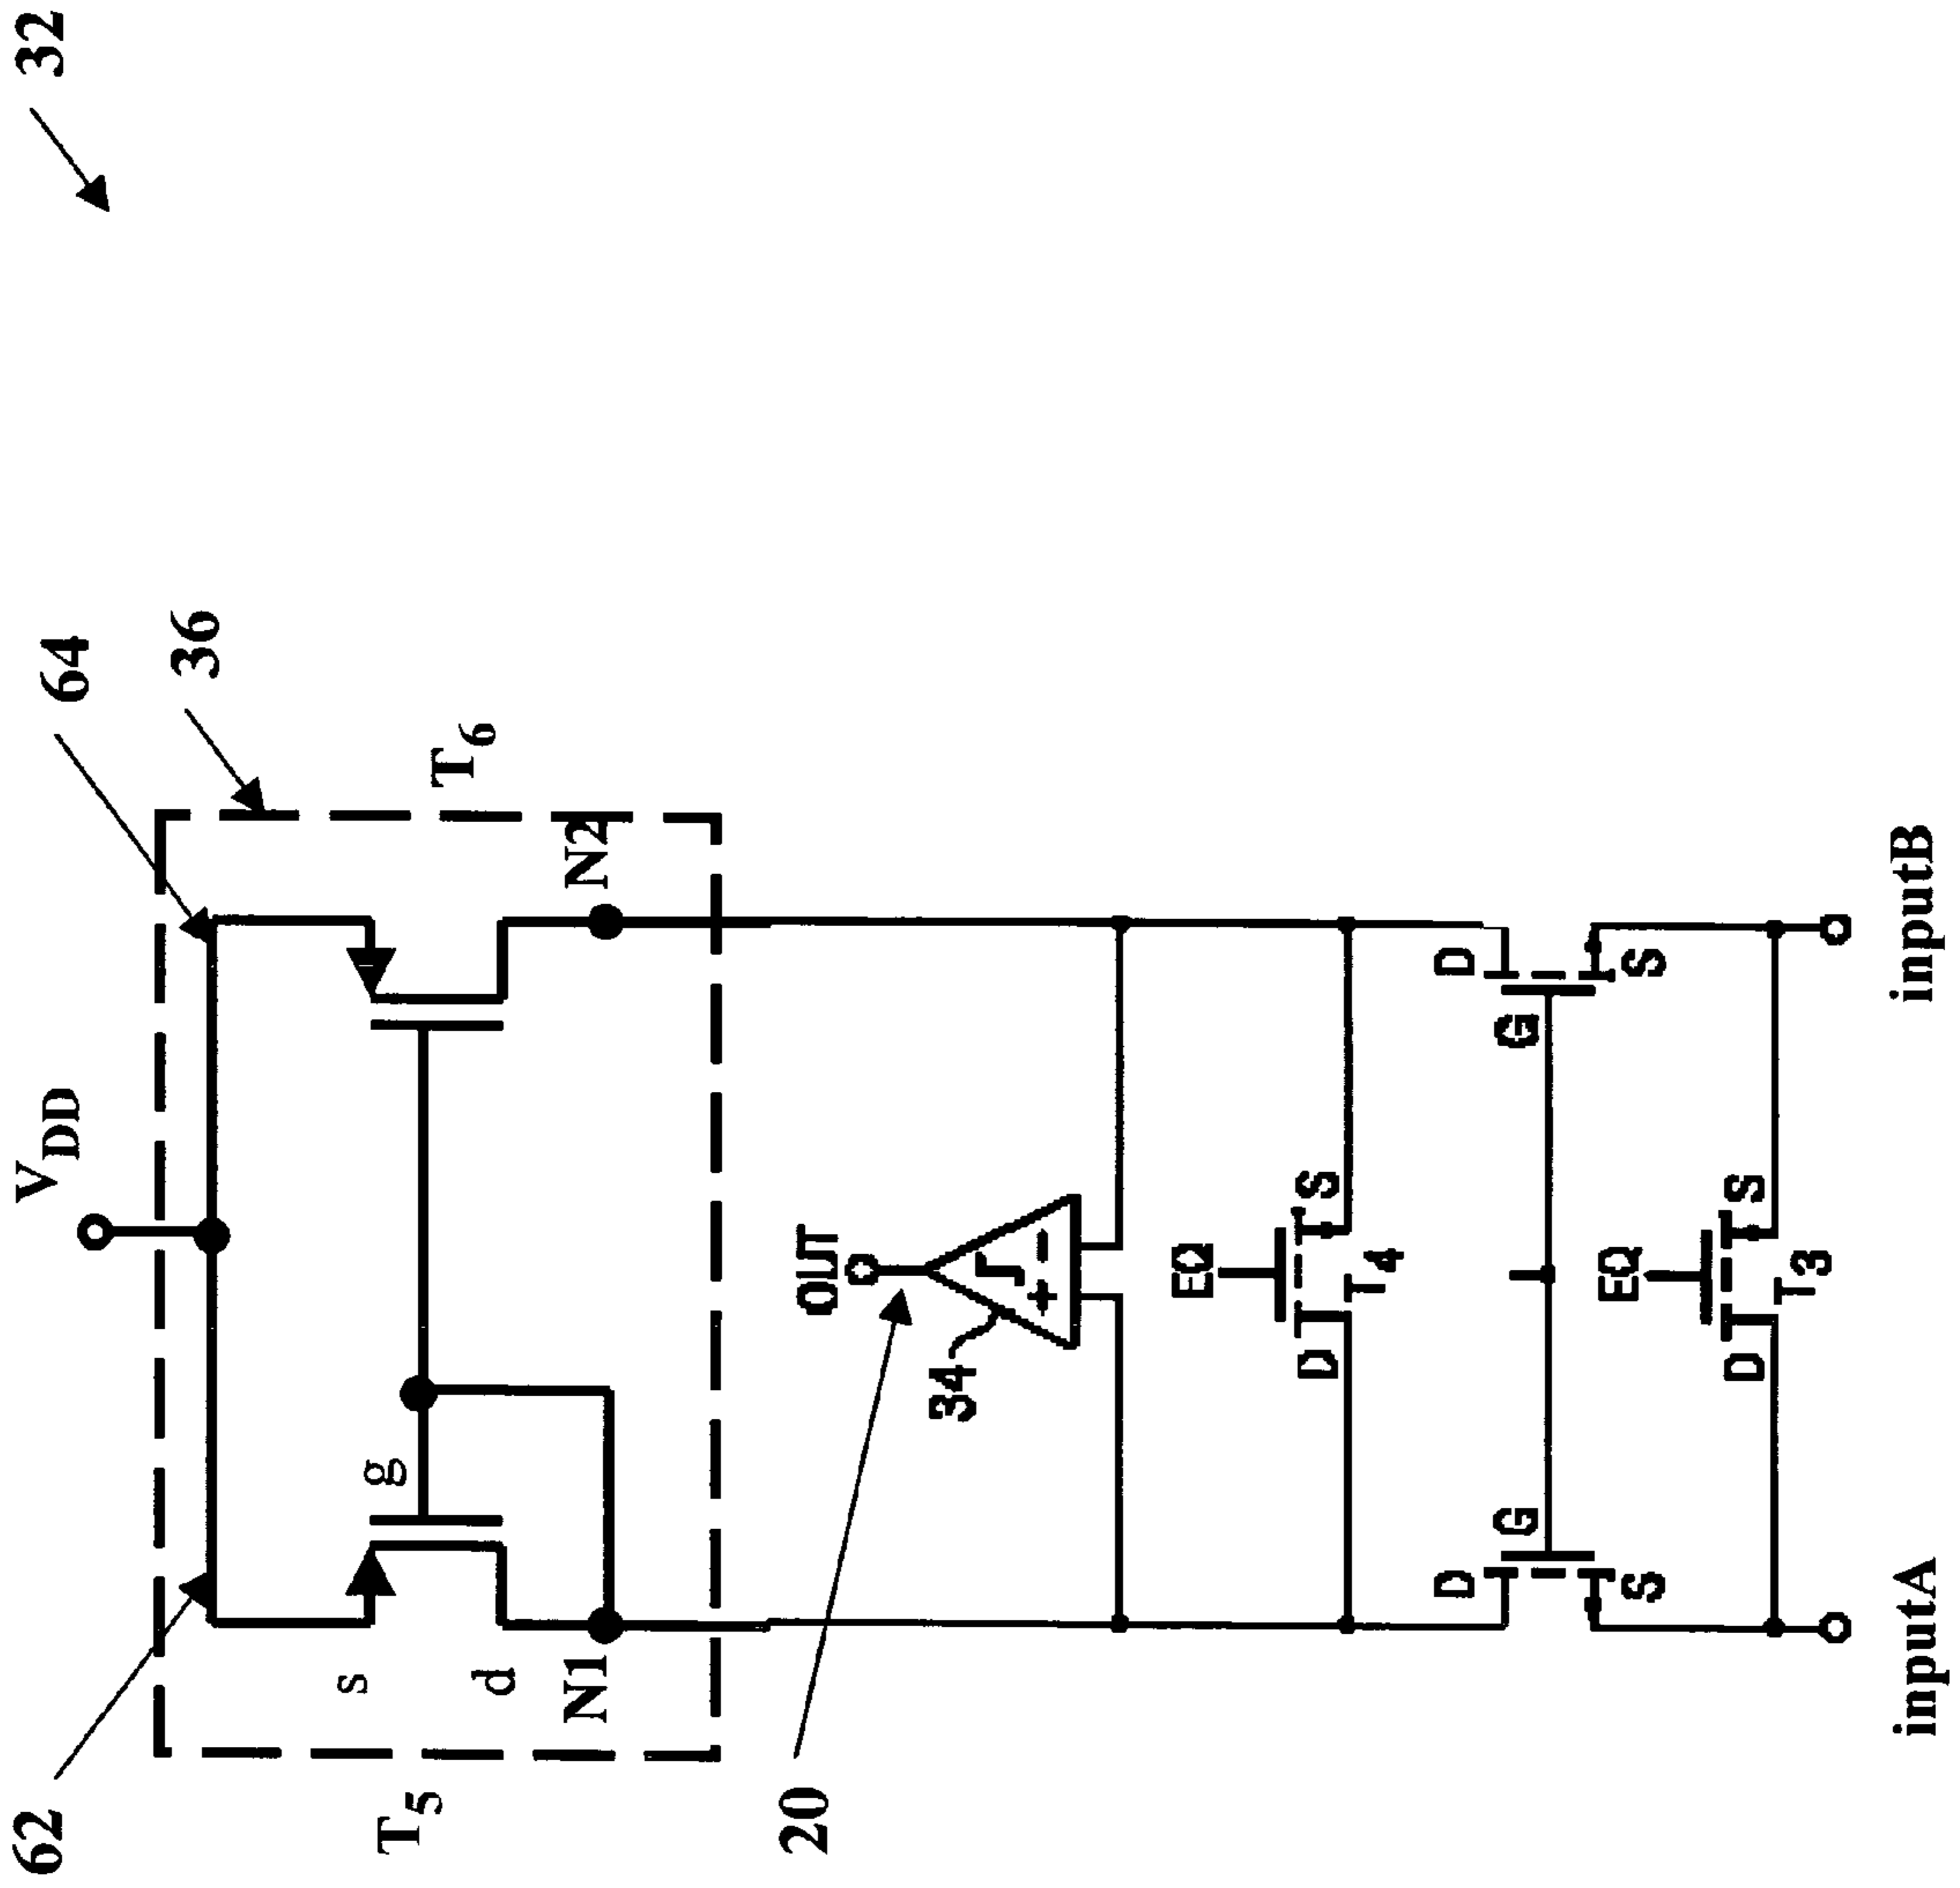 32
64
36
62
VDD
T5
T6
s
g
d
N1
N2
20
OUT
34
+ -
EQ
D
S
T4
D
G
S
D
G
S
EQ
D
S
T3
inputA
inputB